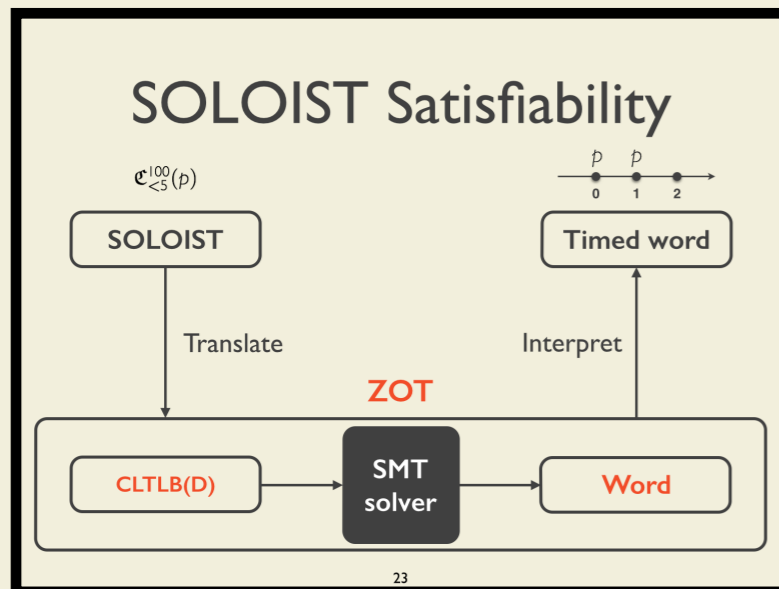 SOLOIST Satisfiability
ℭ^{100}_{<5}(p)
p p
0 1 2
SOLOIST
Timed word
Translate
Interpret
ZOT
CLTLB(D)
SMT
solver
Word
23